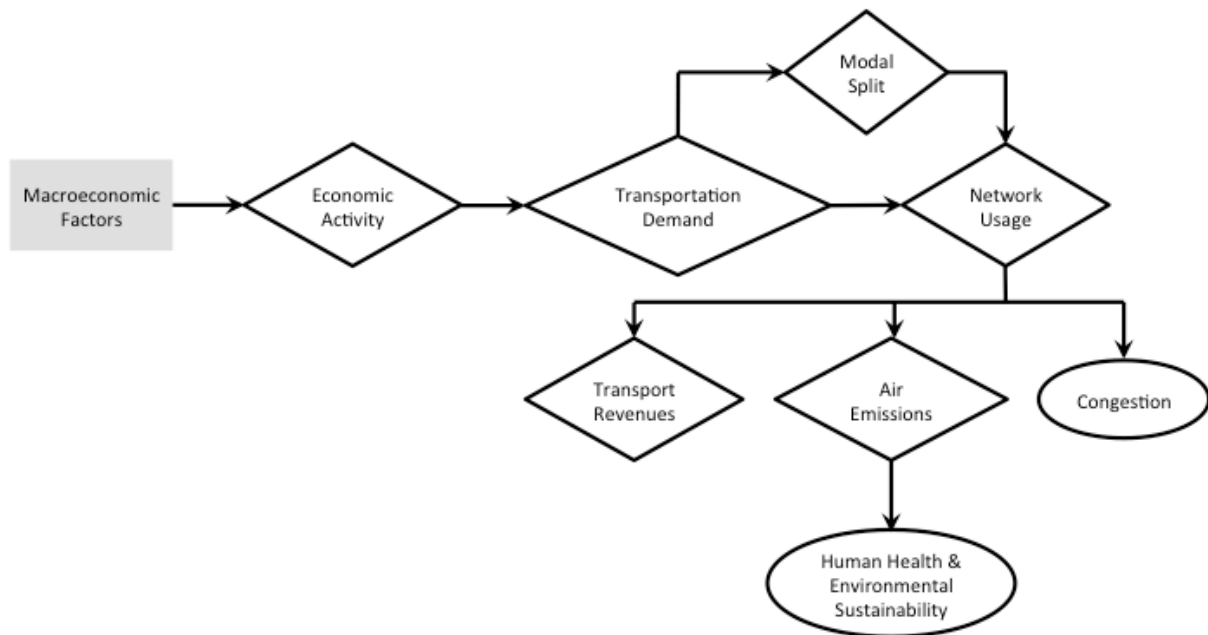 Modal
Split
Macroeconomic
Factors
Economic
Activity
Transportation
Demand
Network
Usage
Transport
Revenues
Air
Emissions
Congestion
Human Health &
Environmental
Sustainability